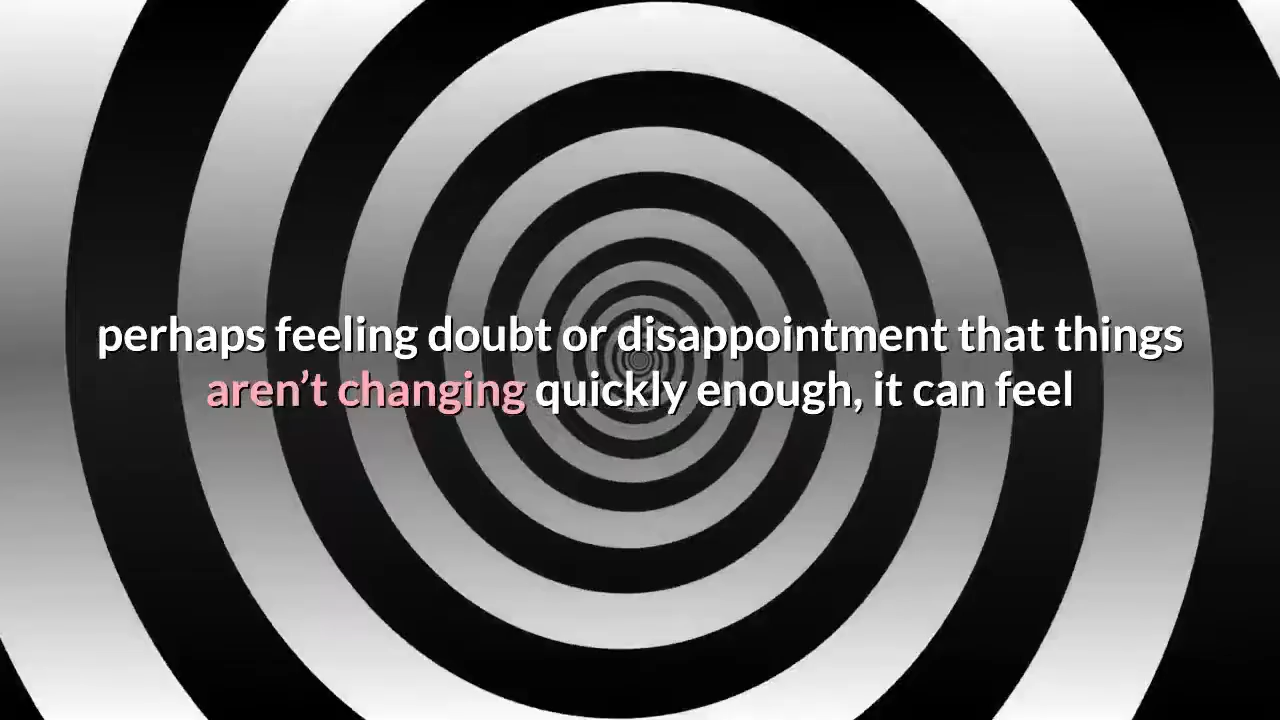 perhaps feeling doubt or disappointment that things
aren’t changing quickly enough, it can feel